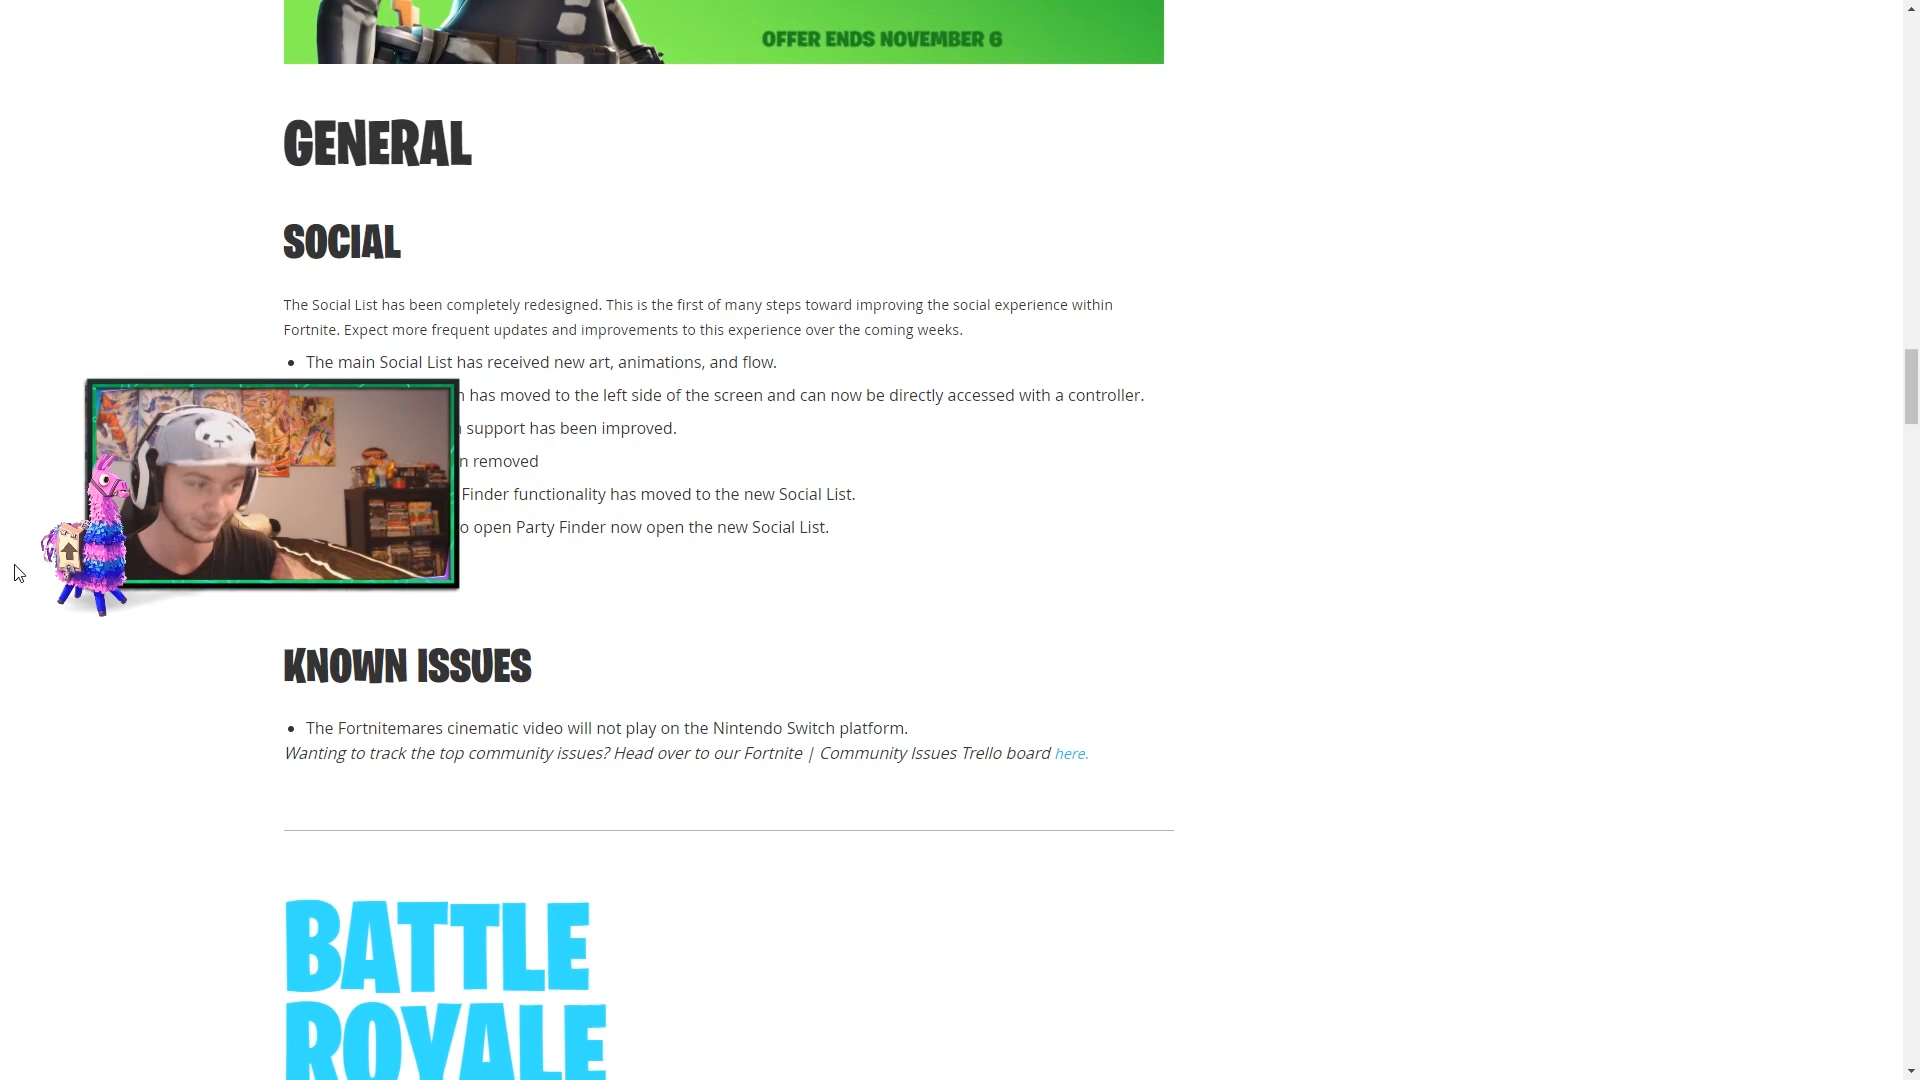 OFFER ENDS NOVEMBER 6
GENERAL
SOCIAL
The Social List has been completely redesigned. This is the first of many steps toward improving the social experience within
Fortnite. Expect more frequent updates and improvements to this experience over the coming weeks.
The main Social List has received new art, animations, and flow.
has moved to the left side of the screen and can now be directly accessed with a controller.
support has been improved.
removed
Finder functionality has moved to the new Social List.
open Party Finder now open the new Social List.
KNOWN ISSUES
The Fortnitemares cinematic video will not play on the Nintendo Switch platform.
Wanting to track the top community issues? Head over to our Fortnite | Community Issues Trello board here.
BATTLE
ROYALE